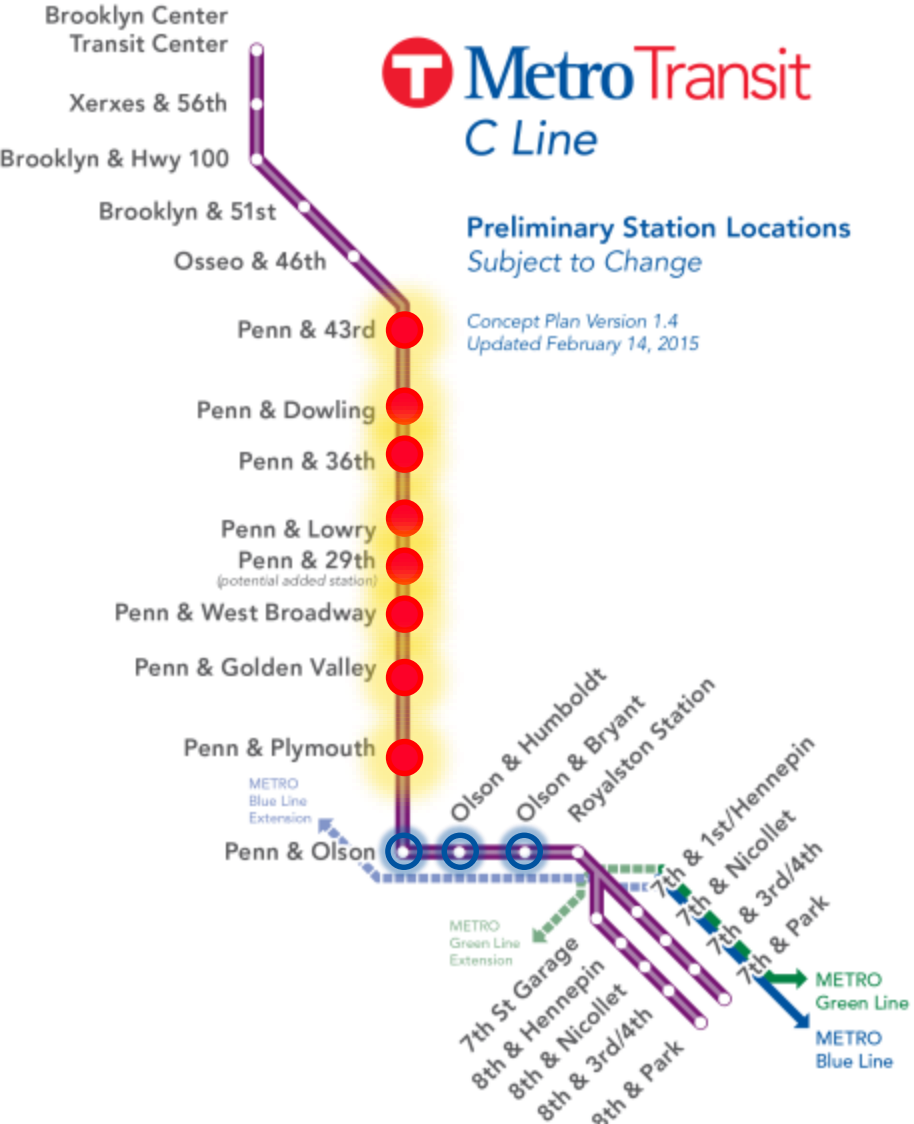 Brooklyn Center
Transit Center
Xerxes & 56th
Brooklyn & Hwy 100
Brooklyn & 51st
Osseo & 46th
T MetroTransit
C Line
Preliminary Station Locations
Subject to Change
Concept Plan Version 1.4
Updated February 14, 2015
Penn & 43rd
Penn & Dowling
Penn & 36th
Penn & Lowry
Penn & 29th
(potential added station)
Penn & West Broadway
Penn & Golden Valley
Penn & Plymouth
METRO
Blue Line
Extension
Penn & Olson
Olson & Humboldt
Olson & Bryant
Royalston Station
7th & 1st/Hennepin
7th & Nicollet
7th & 3rd/4th
7th & Park
METRO
Green Line
Extension
7th St Garage
8th & Hennepin
8th & Nicollet
8th & 3rd/4th
8th & Park
METRO
Green Line
METRO
Blue Line